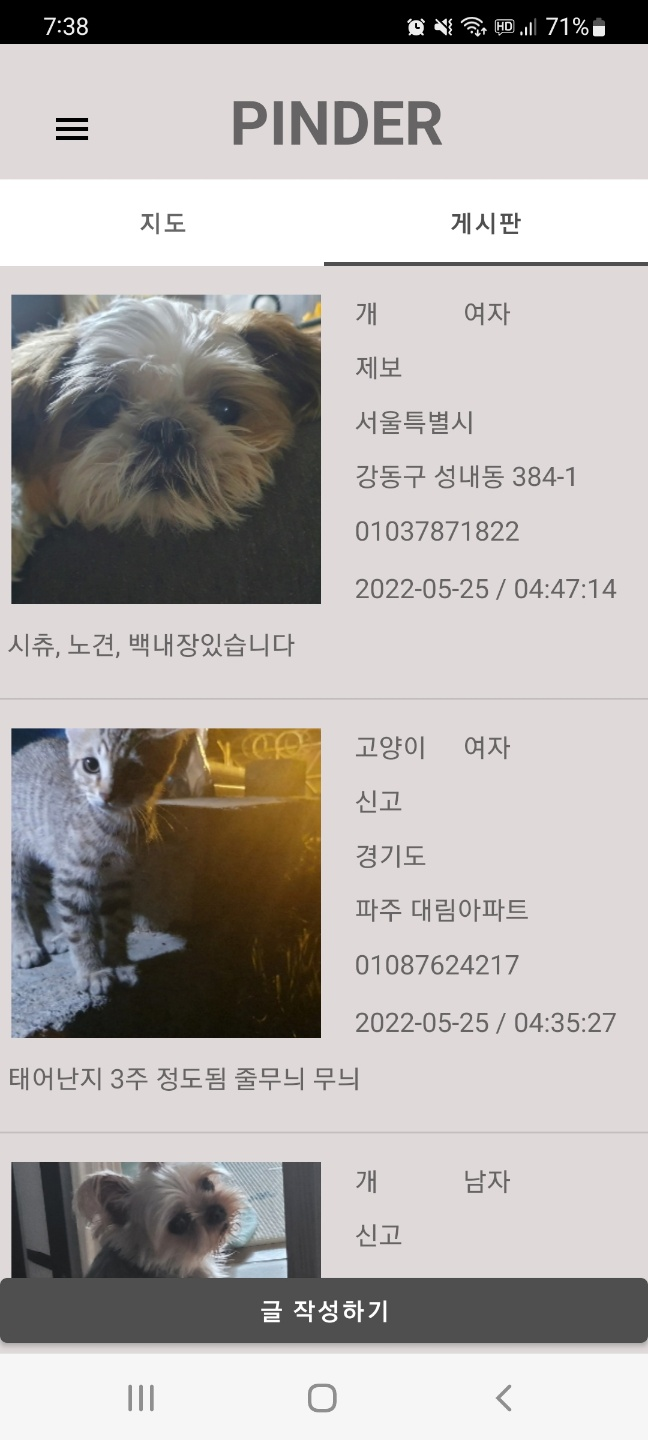 7:38 HD 71%
PINDER
지도 게시판
개 여자
제보
서울특별시
강동구 성내동 384-1
01037871822
2022-05-25 / 04:47:14
시츄, 노견, 백내장있습니다
고양이 여자
신고
경기도
파주 대림아파트
01087624217
2022-05-25 / 04:35:27
태어난지 3주 정도됨 줄무늬 무늬
개 남자
신고
글 작성하기